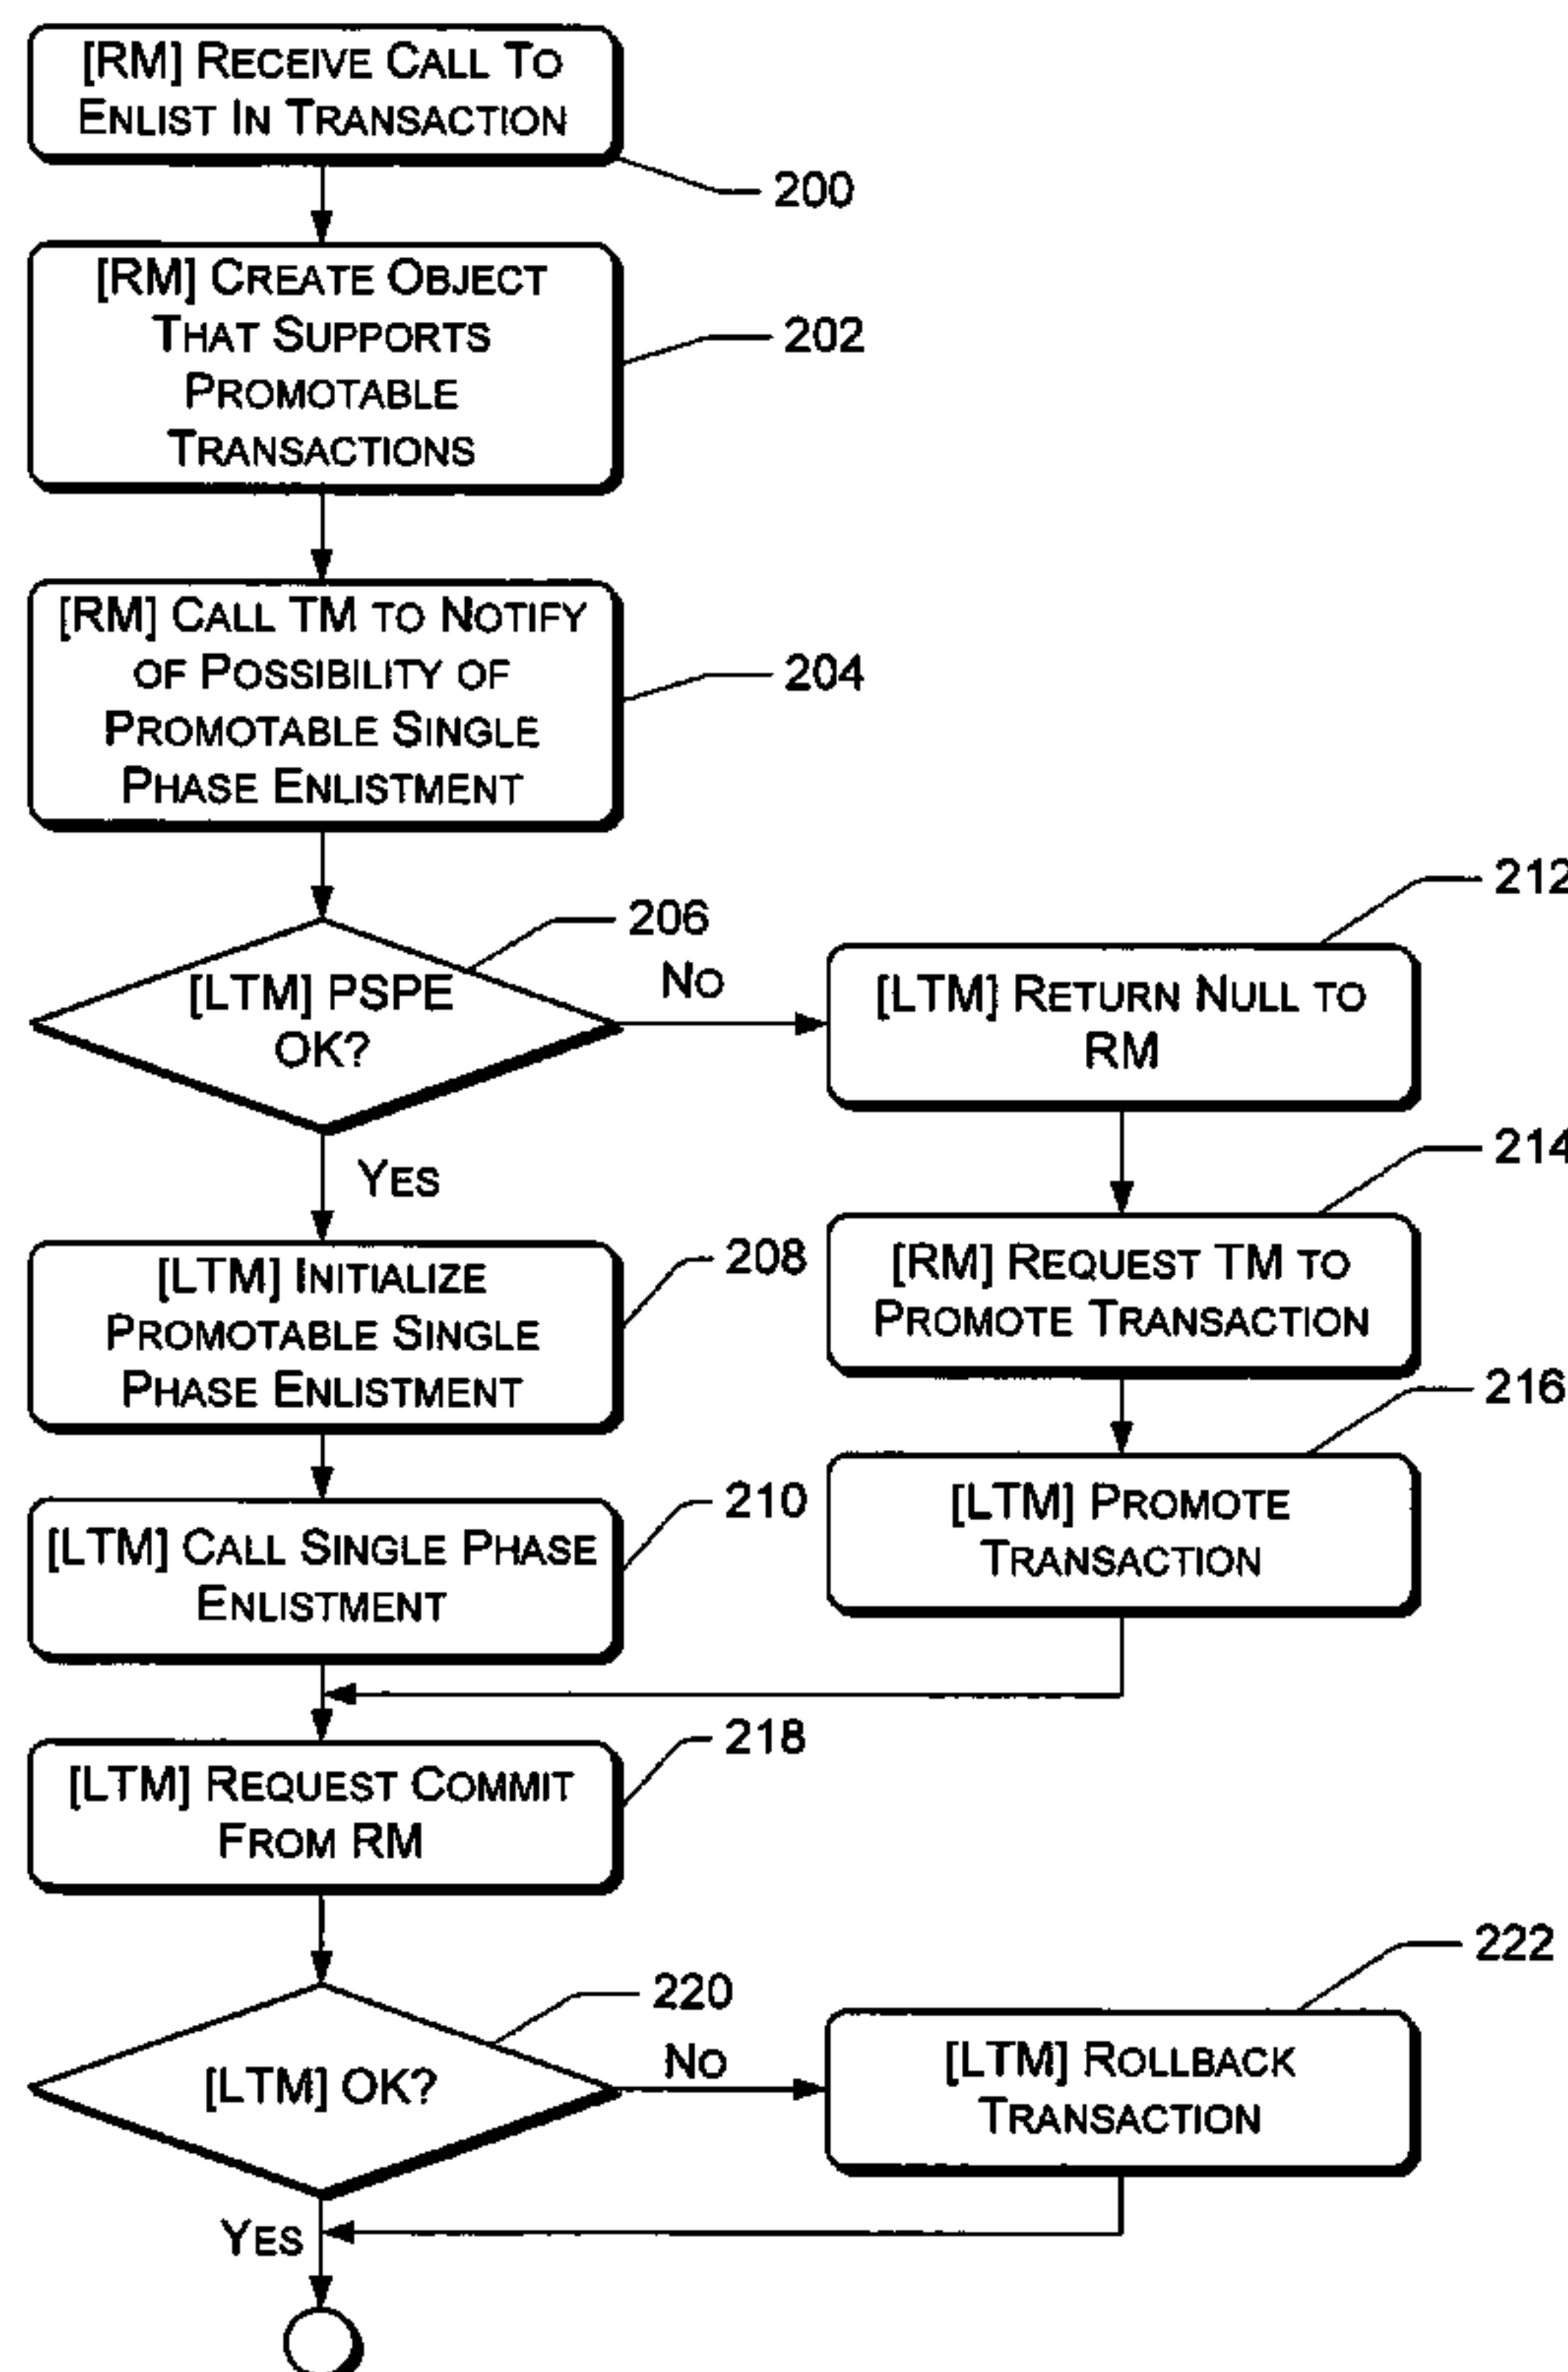 [RM] RECEIVE CALL TO
ENLIST IN TRANSACTION
200
[RM] CREATE OBJECT
THAT SUPPORTS
PROMOTABLE
TRANSACTIONS
202
[RM] CALL TM TO NOTIFY
OF POSSIBILITY OF
PROMOTABLE SINGLE
PHASE ENLISTMENT
204
206
[LTM] PSPE
OK?
NO
YES
212
[LTM] RETURN NULL TO
RM
214
[RM] REQUEST TM TO
PROMOTE TRANSACTION
216
[LTM] PROMOTE
TRANSACTION
208
[LTM] INITIALIZE
PROMOTABLE SINGLE
PHASE ENLISTMENT
210
[LTM] CALL SINGLE PHASE
ENLISTMENT
218
[LTM] REQUEST COMMIT
FROM RM
220
[LTM] OK?
NO
222
[LTM] ROLLBACK
TRANSACTION
YES